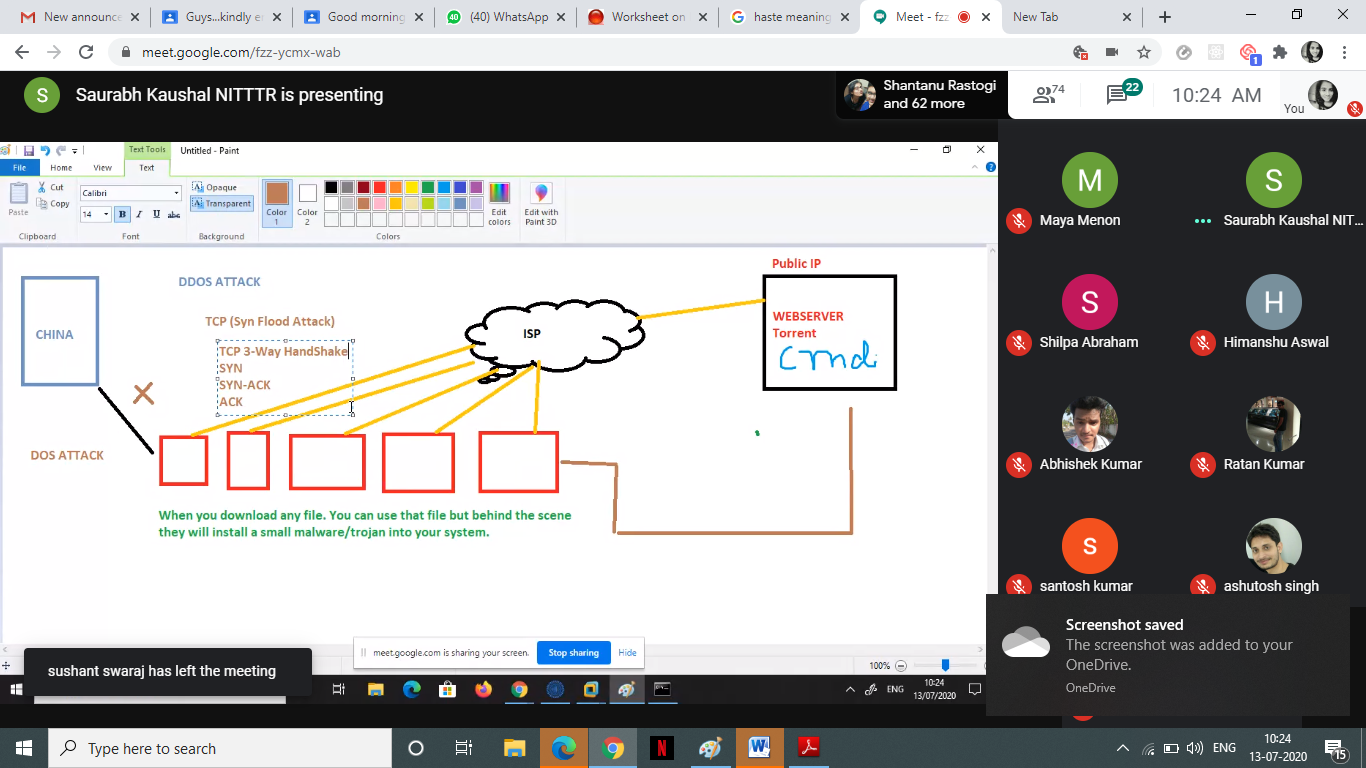 New announce
Guys...kindly e
Good morning
(40) WhatsApp
Worksheet on
haste meaning
Meet - fzz
New Tab
meet.google.com/fzz-ycmx-wab
1
S
Saurabh Kaushal NITTTR is presenting
Shantanu Rastogi
and 62 more
74
22
10:24 AM
You
Text Tools
Untitled - Paint
File
Home
View
Text
Paste
Cut
Copy
Clipboard
Calibri
14
B
I
U
abc
Font
Opaque
Transparent
Background
Color
1
Color
2
Edit
colors
Colors
Edit with
Paint 3D
CHINA
DDOS ATTACK
TCP (Syn Flood Attack)
TCP 3-Way HandShake
SYN
SYN-ACK
ACK
DOS ATTACK
ISP
Public IP
WEBSERVER
Torrent
cmd
When you download any file. You can use that file but behind the scene
they will install a small malware/trojan into your system.
M
Maya Menon
S
Saurabh Kaushal NIT...
S
Shilpa Abraham
H
Himanshu Aswal
Abhishek Kumar
Ratan Kumar
s
santosh kumar
ashutosh singh
Screenshot saved
The screenshot was added to your
OneDrive.
OneDrive
sushant swaraj has left the meeting
meet.google.com is sharing your screen.
Stop sharing
Hide
100%
ENG
10:24
13/07/2020
Type here to search
N
W
ENG
10:24
13-07-2020
15